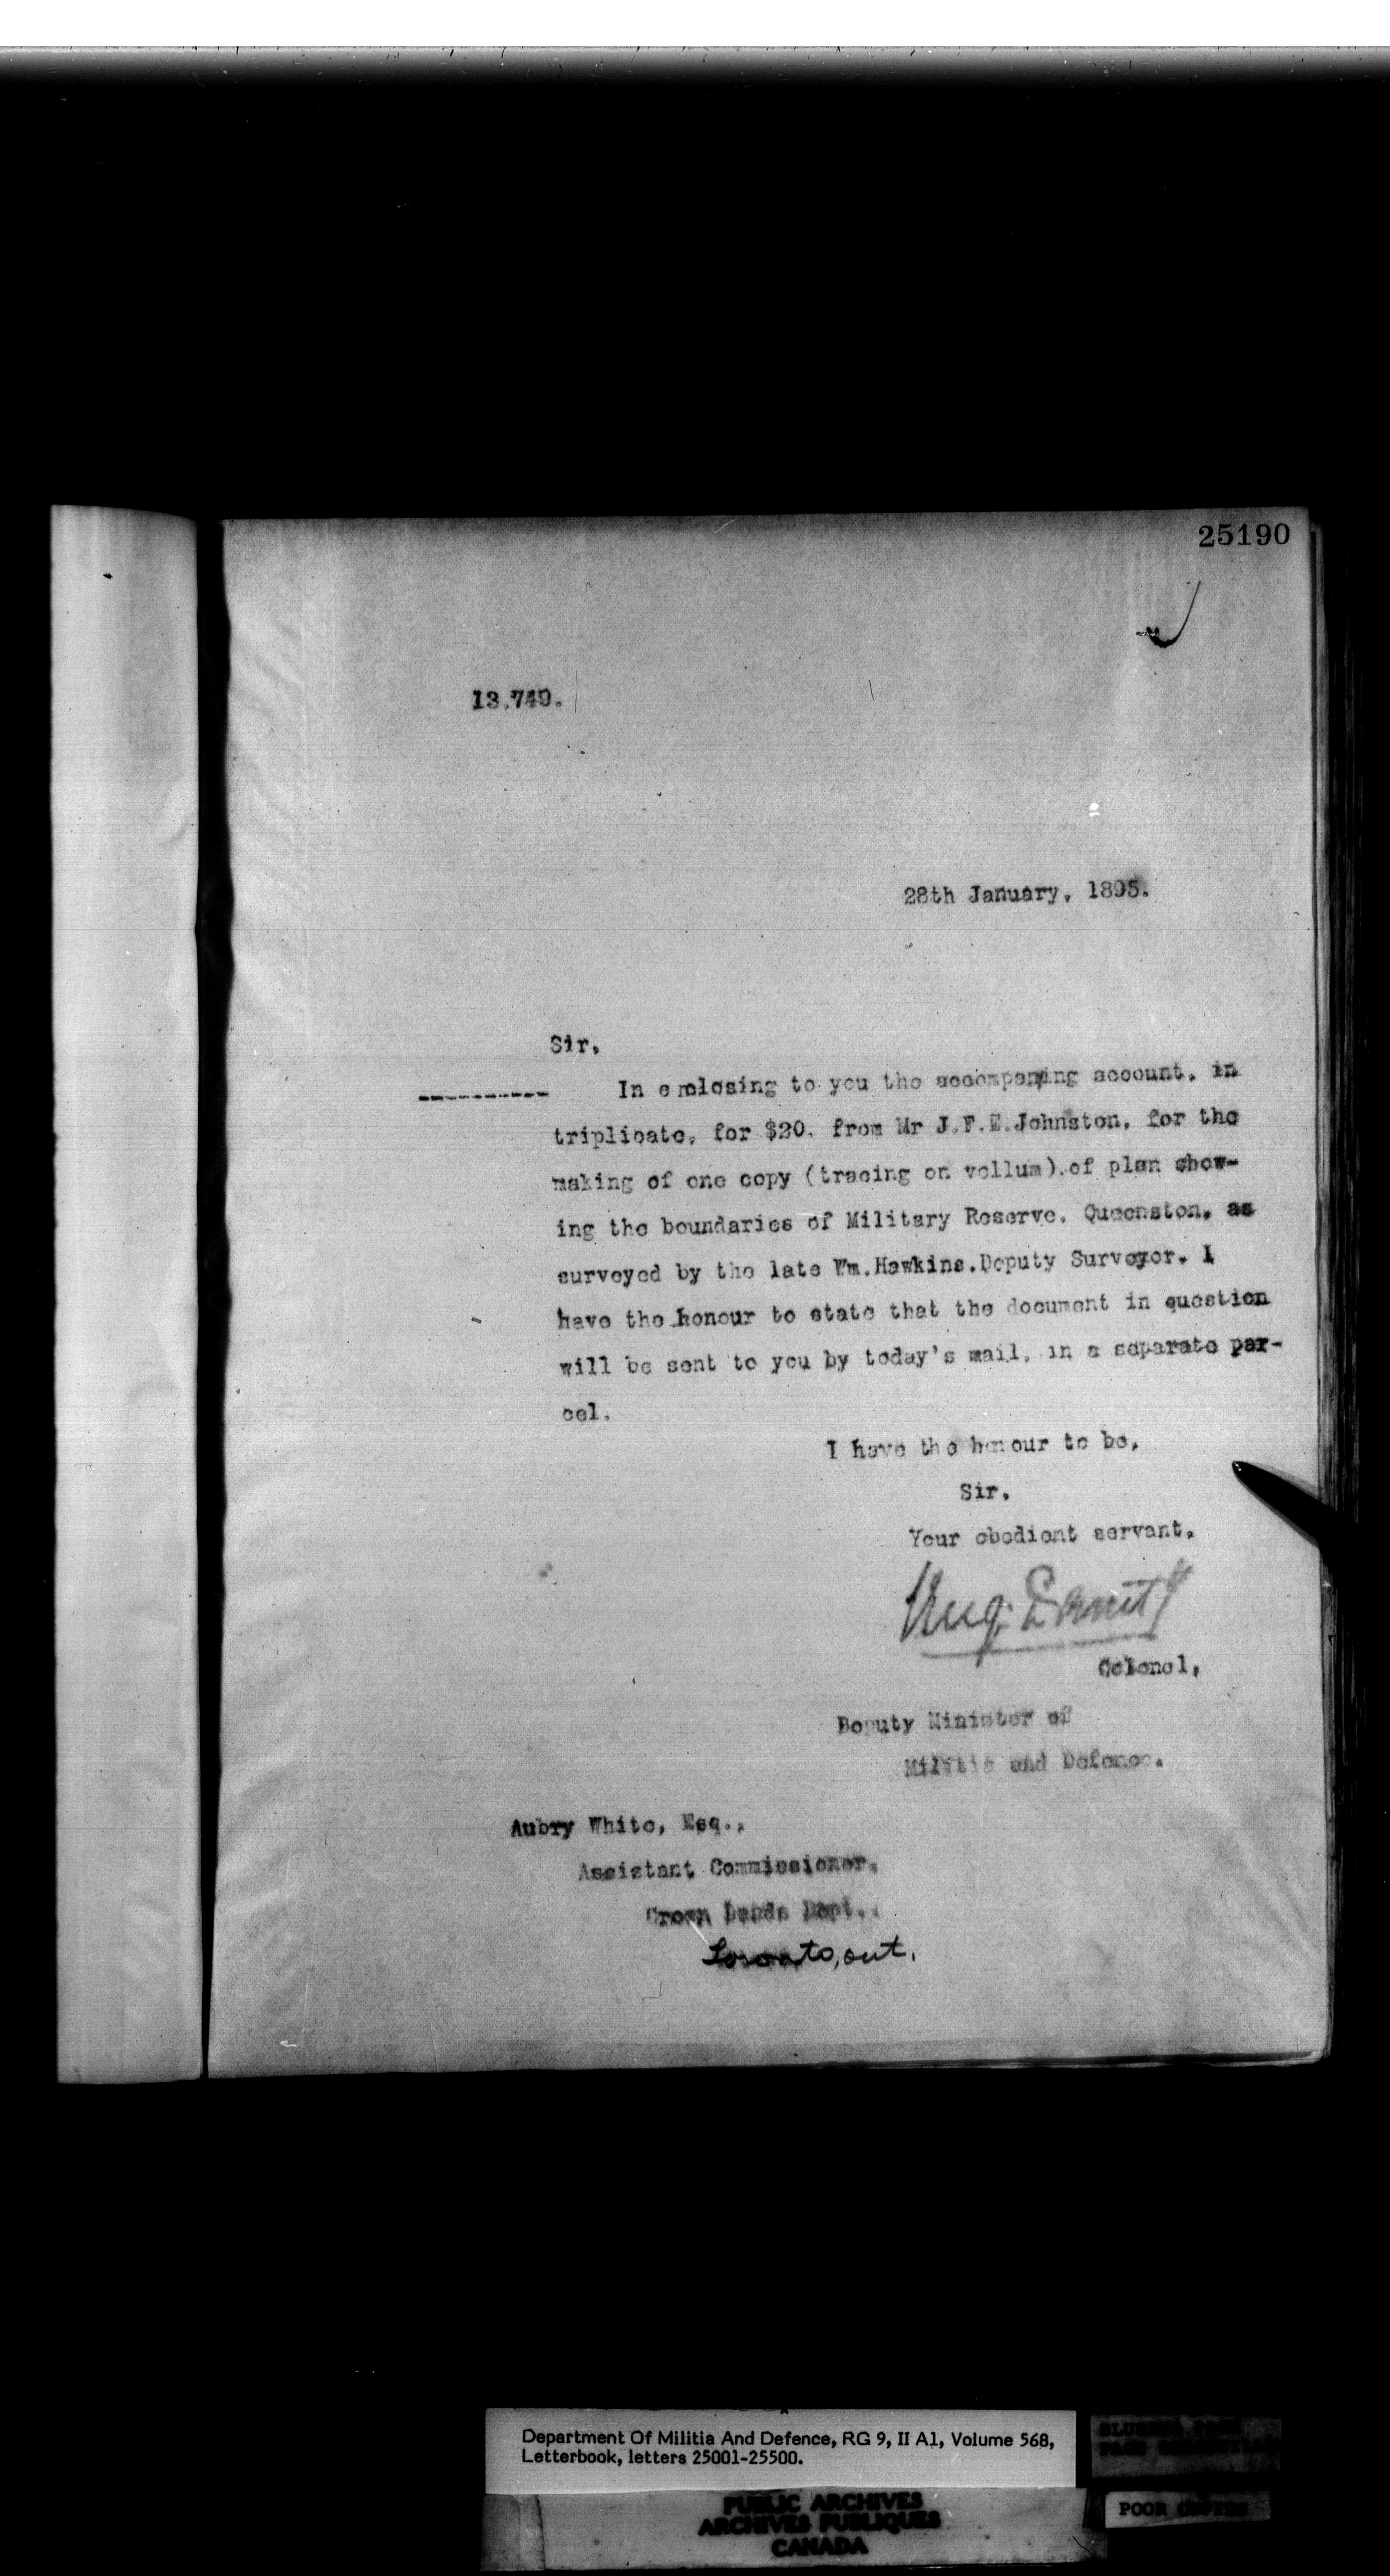 25190
13.740.
28th January, 1895.
Sir,
In enclosing to you the accompanying account, in
triplicate, for $20. from Mr J.F.E.Johnston, for the
making of one copy (tracing on vellum).of plan show-
ing the boundaries of Military Reserve, Queenston, as
surveyed by the late Wm.Hawkins.Deputy Surveyor. I
have the honour to state that the document in question
will be sent to you by today's mail, in a separate par-
cel.
I have the honour to be,
Sir,
Your obedient servant,
Colonel,
Deputy Minister of
Militia and Defence.
Aubry White, Esq.,
Assistant Commissioner,
Crown Lands Dept.,
Toronto, Ont.
Department Of Militia And Defence, RG 9, II A1, Volume 568,
Letterbook, letters 25001-25500.
PUBLIC ARCHIVES
ARCHIVES PUBLIQUES
CANADA
POOR